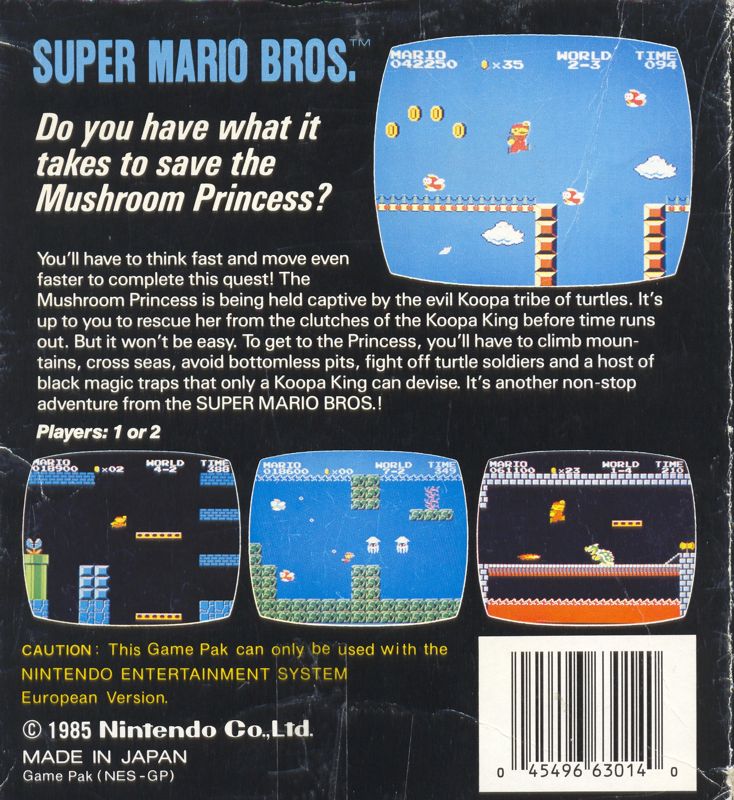 SUPER MARIO BROS.™
Do you have what it
takes to save the
Mushroom Princess?
MARIO WORLD TIME
042250 ×35 2-3 094
You'll have to think fast and move even
faster to complete this quest! The
Mushroom Princess is being held captive by the evil Koopa tribe of turtles. It's
up to you to rescue her from the clutches of the Koopa King before time runs
out. But it won't be easy. To get to the Princess, you'll have to climb moun-
tains, cross seas, avoid bottomless pits, fight off turtle soldiers and a host of
black magic traps that only a Koopa King can devise. It's another non-stop
adventure from the SUPER MARIO BROS.!
Players: 1 or 2
MARIO WORLD TIME
018900 ×02 4-2 388
MARIO WORLD TIME
018600 ×00 7-2 349
MARIO WORLD TIME
061100 ×23 1-4 210
CAUTION: This Game Pak can only be used with the
NINTENDO ENTERTAINMENT SYSTEM
European Version.
© 1985 Nintendo Co.,Ltd.
MADE IN JAPAN
Game Pak (NES-GP)
0 45496 63014 0